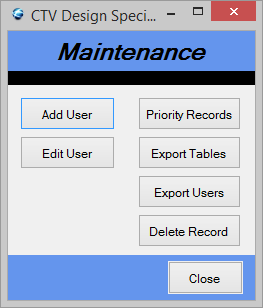 CTV Design Speci...
Maintenance
Add User
Priority Records
Edit User
Export Tables
Export Users
Delete Record
Close